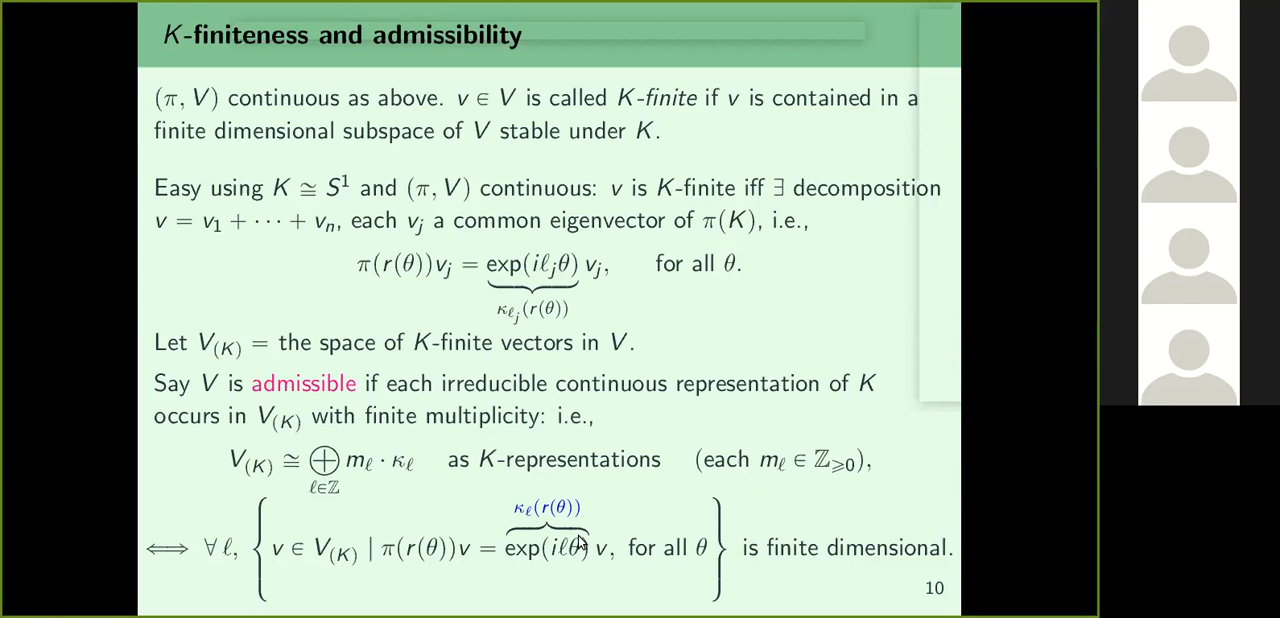 K-finiteness and admissibility
(π, V) continuous as above. v ∈ V is called K-finite if v is contained in a
finite dimensional subspace of V stable under K.
Easy using K ≅ S¹ and (π, V) continuous: v is K-finite iff ∃ decomposition
v = v₁ + ··· + vₙ, each vⱼ a common eigenvector of π(K), i.e.,
π(r(θ))vⱼ = exp(iℓⱼθ) vⱼ, for all θ.
κ_{ℓⱼ}(r(θ))
Let V_(K) = the space of K-finite vectors in V.
Say V is admissible if each irreducible continuous representation of K
occurs in V_(K) with finite multiplicity: i.e.,
V_(K) ≅ ⊕ m_ℓ · κ_ℓ as K-representations (each m_ℓ ∈ ℤ⩾0),
ℓ∈ℤ
κ_ℓ(r(θ))
⟺ ∀ ℓ, { v ∈ V_(K) | π(r(θ))v = exp(iℓθ) v, for all θ } is finite dimensional.
10